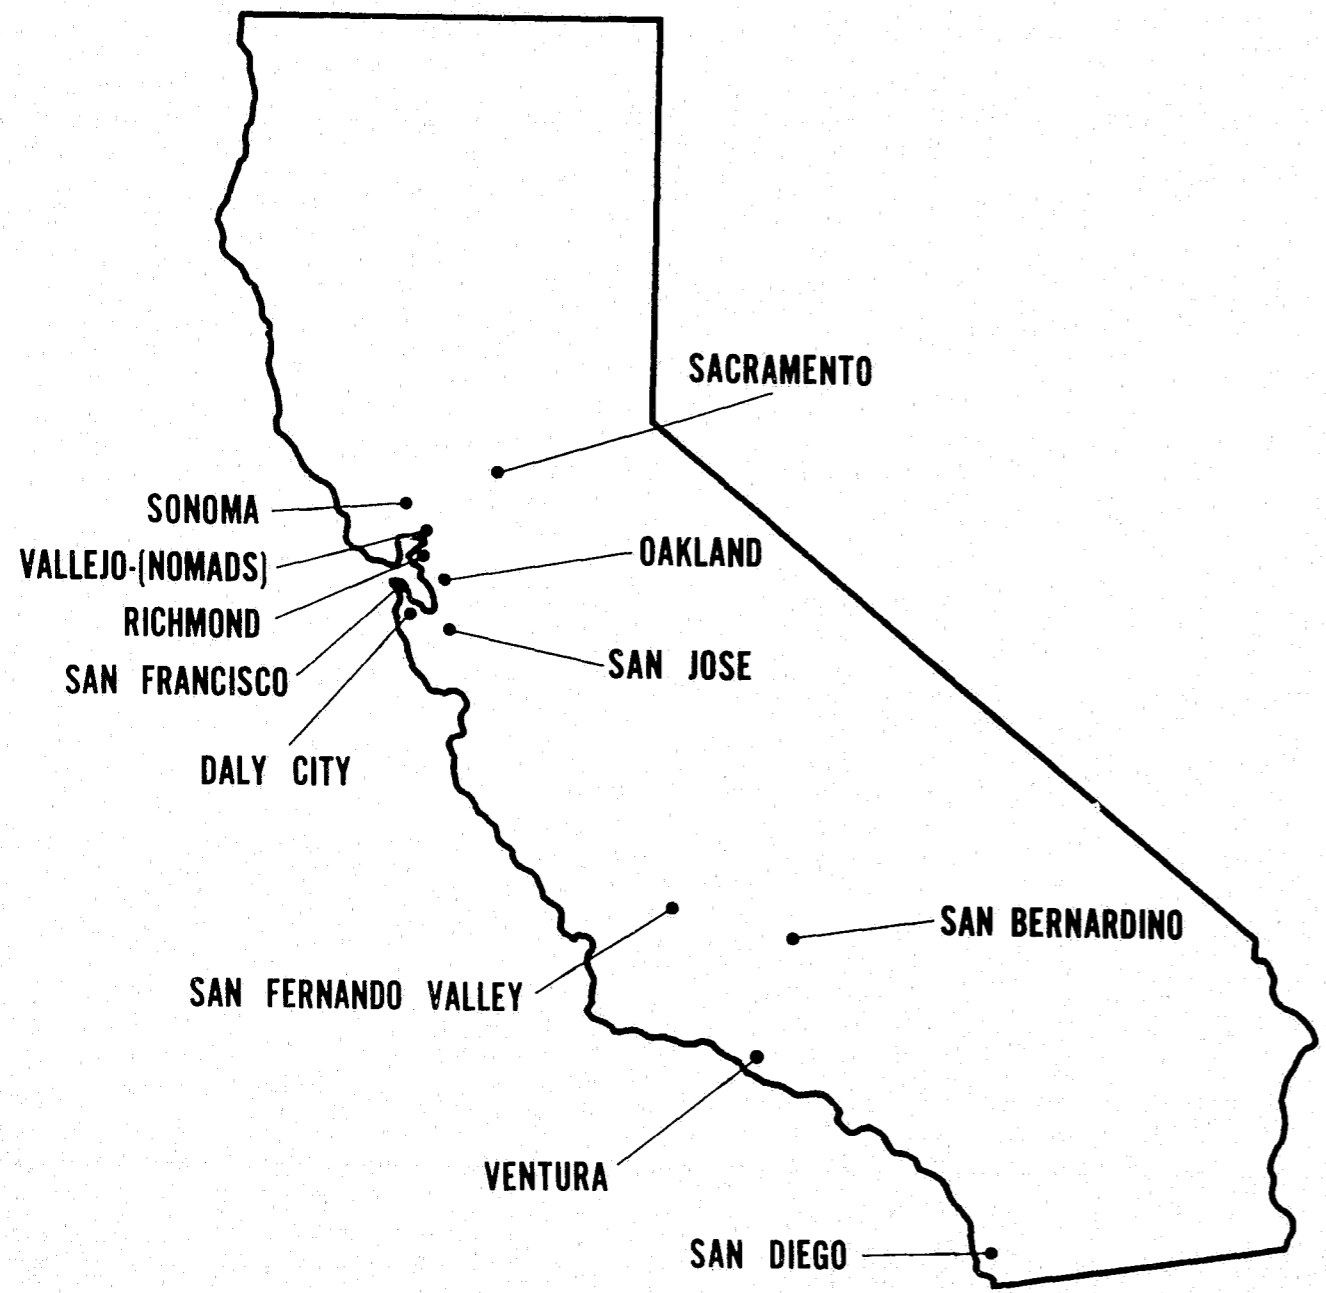 SACRAMENTO
SONOMA
VALLEJO-(NOMADS)
OAKLAND
RICHMOND
SAN JOSE
SAN FRANCISCO
DALY CITY
SAN BERNARDINO
SAN FERNANDO VALLEY
VENTURA
SAN DIEGO